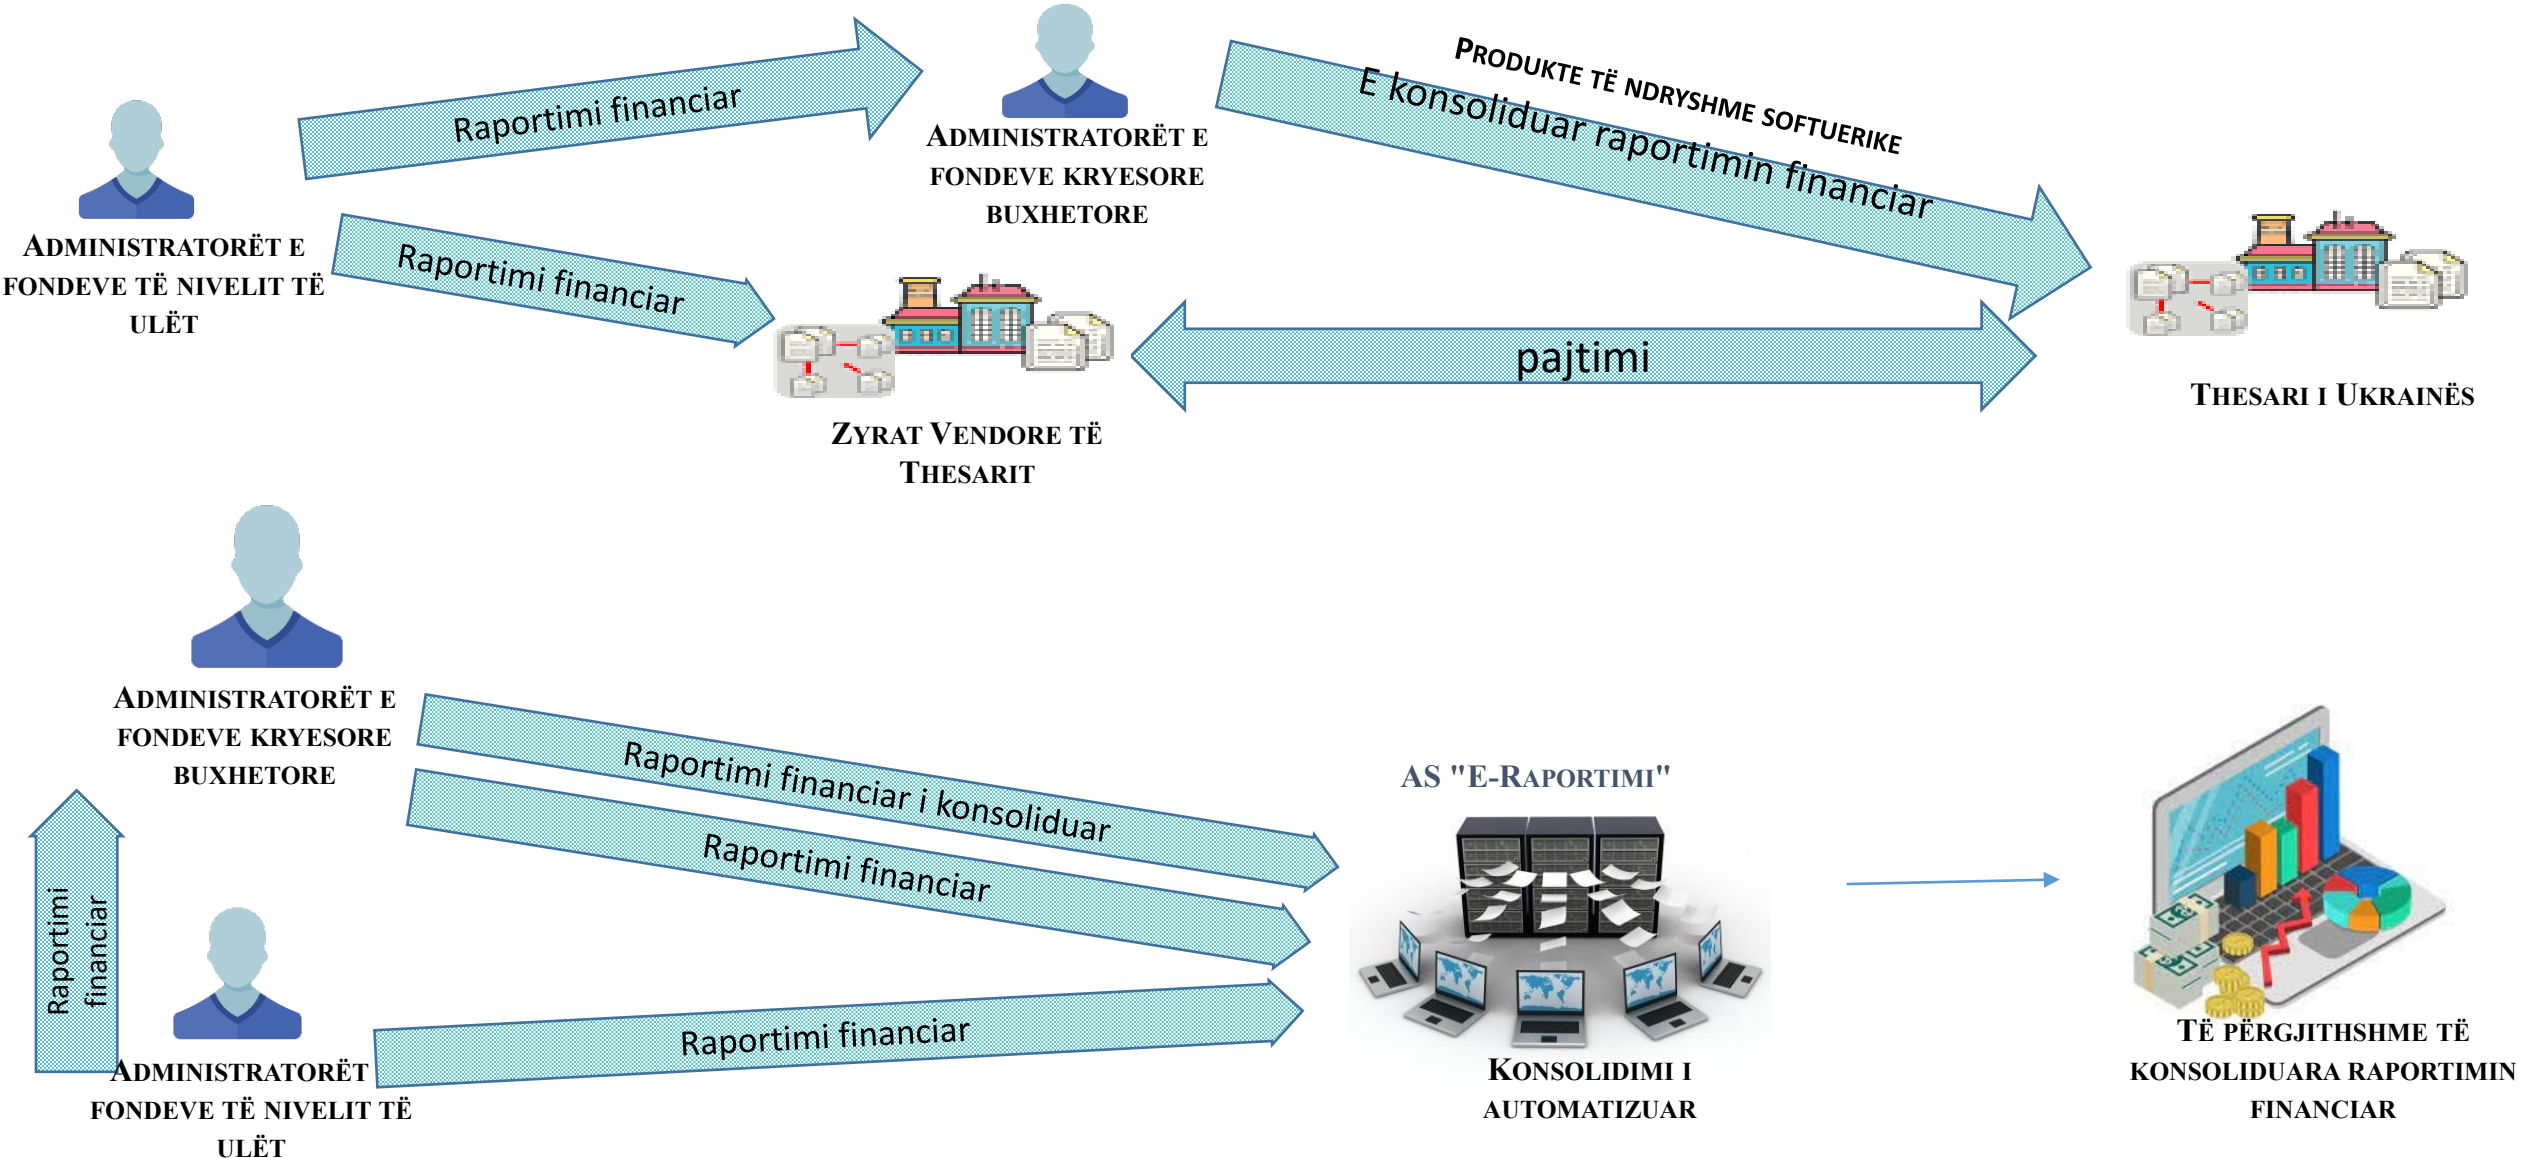 Raportimi financiar
ADMINISTRATORËT E
FONDEVE KRYESORE
BUXHETORE
PRODUKTE TË NDRYSHME SOFTUERIKE
E konsoliduar raportimin financiar
ADMINISTRATORËT E
FONDEVE TË NIVELIT TË
ULËT
Raportimi financiar
pajtimi
THESARI I UKRAINËS
ZYRAT VENDORE TË
THESARIT
ADMINISTRATORËT E
FONDEVE KRYESORE
BUXHETORE
Raportimi financiar i konsoliduar
Raportimi financiar
AS "E-RAPORTIMI"
Raportimi
financiar
Raportimi financiar
ADMINISTRATORËT
FONDEVE TË NIVELIT TË
ULËT
KONSOLIDIMI I
AUTOMATIZUAR
TË PËRGJITHSHME TË
KONSOLIDUARA RAPORTIMIN
FINANCIAR